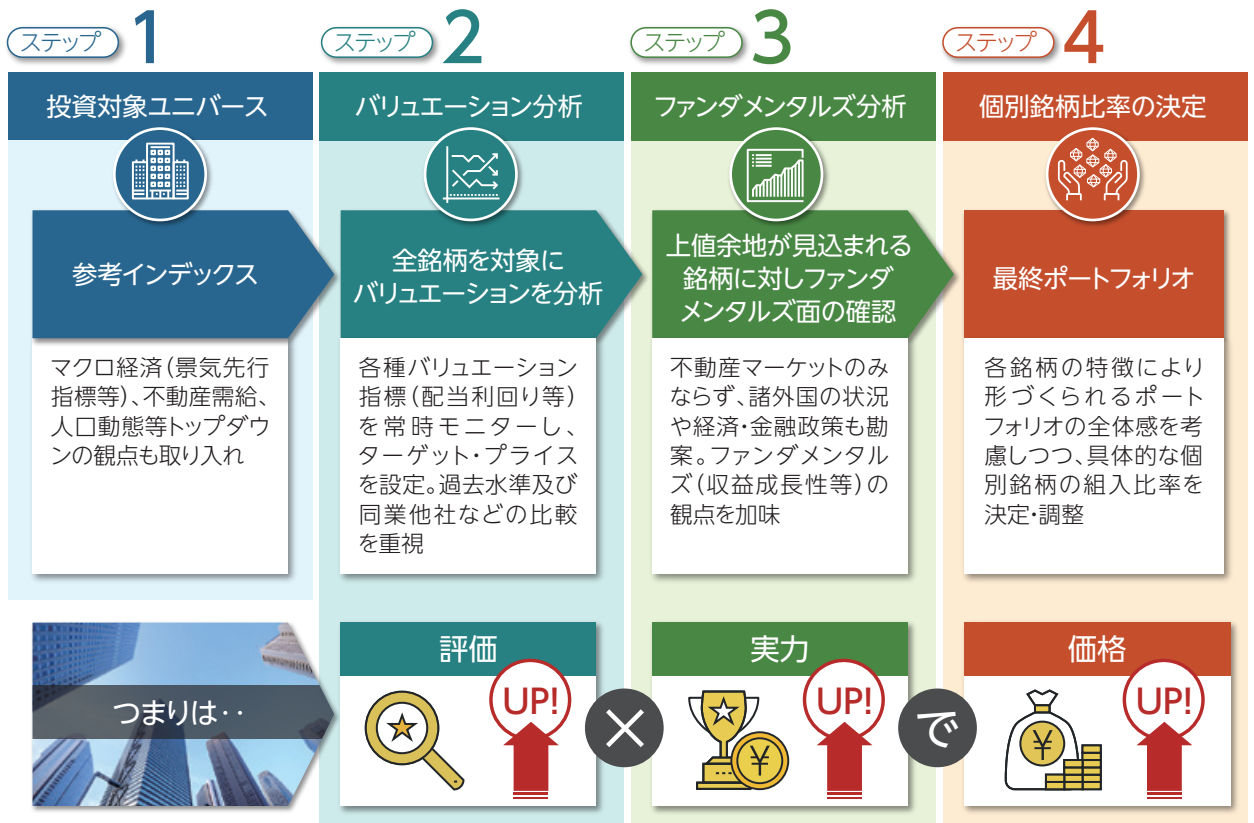 ステップ 1
投資対象ユニバース
参考インデックス
マクロ経済(景気先行
指標等)、不動産需給、
人口動態等トップダウ
ンの観点も取り入れ
ステップ 2
バリュエーション分析
全銘柄を対象に
バリュエーションを分析
各種バリュエーション
指標(配当利回り等)
を常時モニターし、
ターゲット・プライス
を設定。過去水準及び
同業他社などの比較
を重視
ステップ 3
ファンダメンタルズ分析
上値余地が見込まれる
銘柄に対しファンダ
メンタルズ面の確認
不動産マーケットのみ
ならず、諸外国の状況
や経済・金融政策も勘
案。ファンダメンタル
ズ(収益成長性等)の
観点を加味
ステップ 4
個別銘柄比率の決定
最終ポートフォリオ
各銘柄の特徴により
形づくられるポート
フォリオの全体感を考
慮しつつ、具体的な個
別銘柄の組入比率を
決定・調整
つまりは‥
評価
UP!
×
実力
¥
UP!
で
価格
¥
UP!